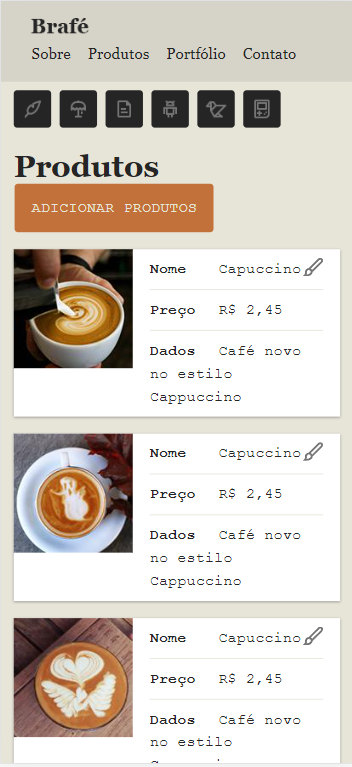 Brafé
Sobre Produtos Portfólio Contato
Produtos
ADICIONAR PRODUTOS
Nome Capuccino
Preço R$ 2,45
Dados Café novo
no estilo
Cappuccino
Nome Capuccino
Preço R$ 2,45
Dados Café novo
no estilo
Cappuccino
Nome Capuccino
Preço R$ 2,45
Dados Café novo
no estilo